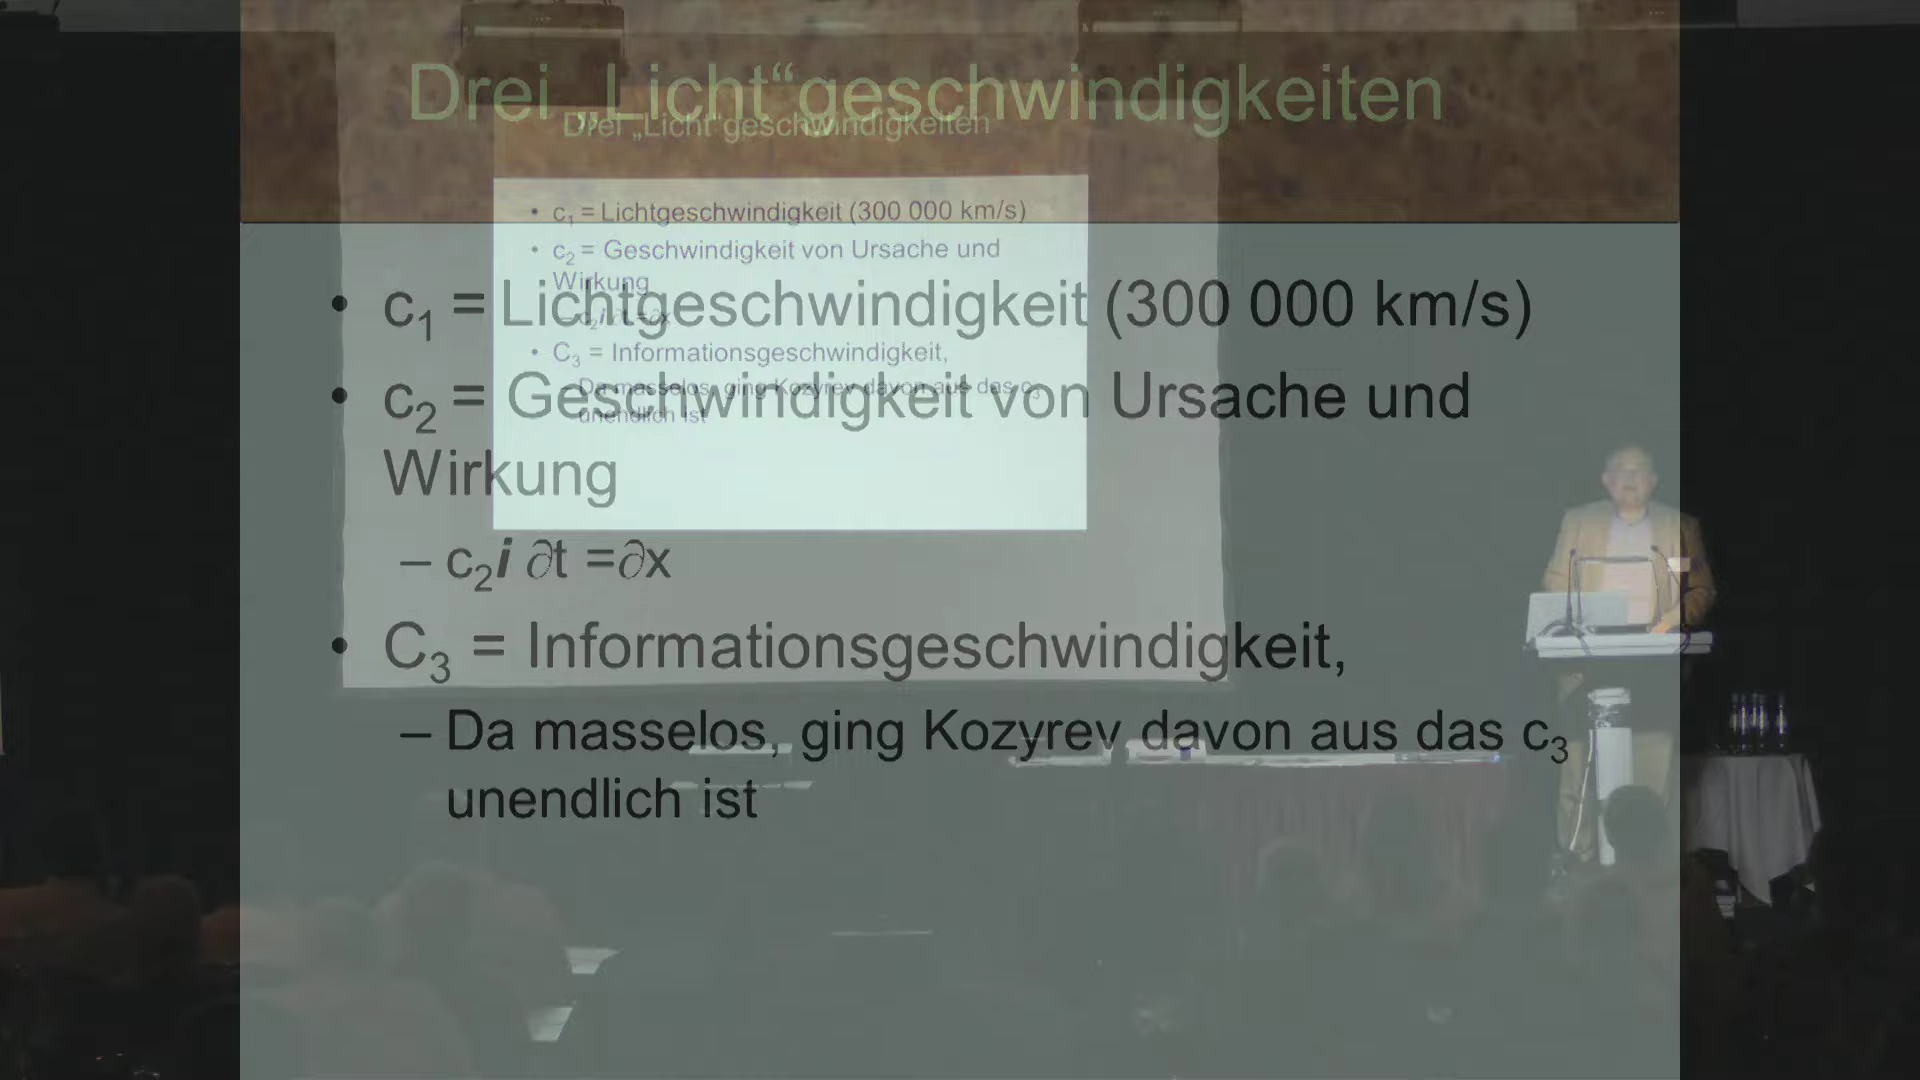 Drei „Licht“geschwindigkeiten
Drei „Licht“geschwindigkeiten
• c₁ = Lichtgeschwindigkeit (300 000 km/s)
• c₂ = Geschwindigkeit von Ursache und
Wirkung
– c₂i ∂t =∂x
• C₃ = Informationsgeschwindigkeit,
– Da masselos, ging Kozyrev davon aus das c₃
unendlich ist
• c₁ = Lichtgeschwindigkeit (300 000 km/s)
• c₂ = Geschwindigkeit von Ursache und
Wirkung
– c₂i ∂t =∂x
• C₃ = Informationsgeschwindigkeit,
– Da masselos, ging Kozyrev davon aus das c₃
unendlich ist